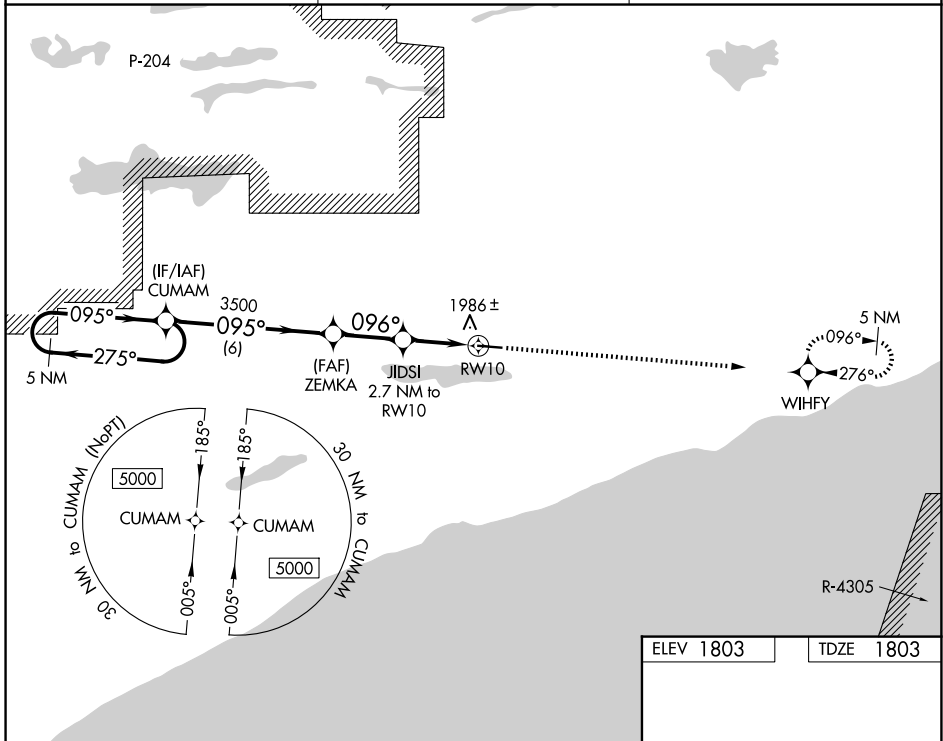 P-204
(IF/IAF)
CUMAM
095°
275°
5 NM
3500
095°
(6)
096°
(FAF)
ZEMKA
JIDSI
2.7 NM to
RW10
1986 ±
RW10
5 NM
096°
276°
WIHFY
30 NM to CUMAM (NoPT)
5000
185°
CUMAM
005°
30 NM to CUMAM
185°
CUMAM
5000
005°
R-4305
ELEV 1803
TDZE 1803